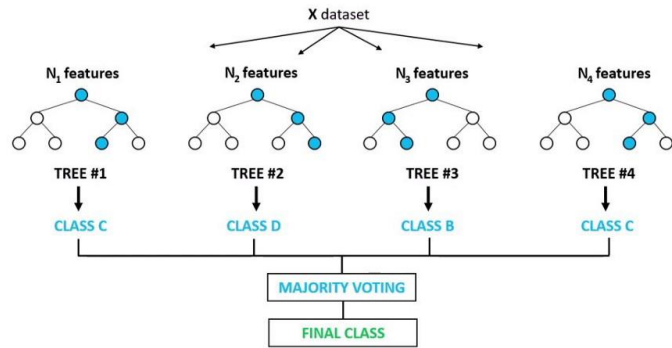 X dataset
N₁ features N₂ features N₃ features N₄ features
TREE #1 TREE #2 TREE #3 TREE #4
CLASS C CLASS D CLASS B CLASS C
MAJORITY VOTING
FINAL CLASS